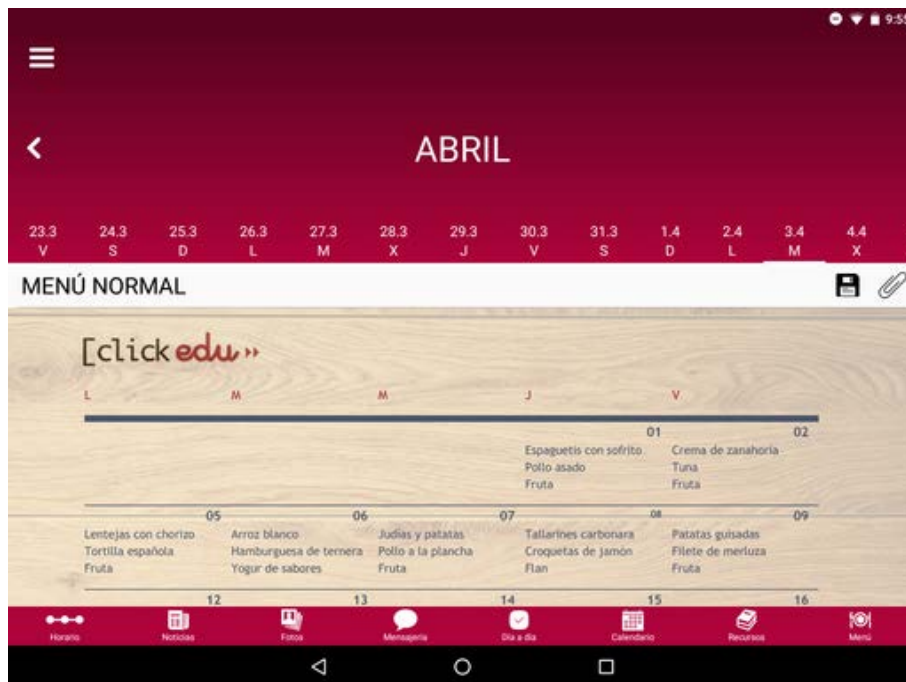 9:55
ABRIL
23.3 24.3 25.3 26.3 27.3 28.3 29.3 30.3 31.3 1.4 2.4 3.4 4.4
V S D L M X J V S D L M X
MENÚ NORMAL
[click edu
L M M J V
01 02
Espaguetis con sofrito Crema de zanahoria
Pollo asado Tuna
Fruta Fruta
05 06 07 08 09
Lentejas con chorizo Arroz blanco Judías y patatas Tallarines carbonara Patatas guisadas
Tortilla española Hamburguesa de ternera Pollo a la plancha Croquetas de jamón Filete de merluza
Fruta Yogur de sabores Fruta Flan Fruta
12 13 14 15 16
Horario Noticias Fotos Mensajería Día a día Calendario Recursos Menú